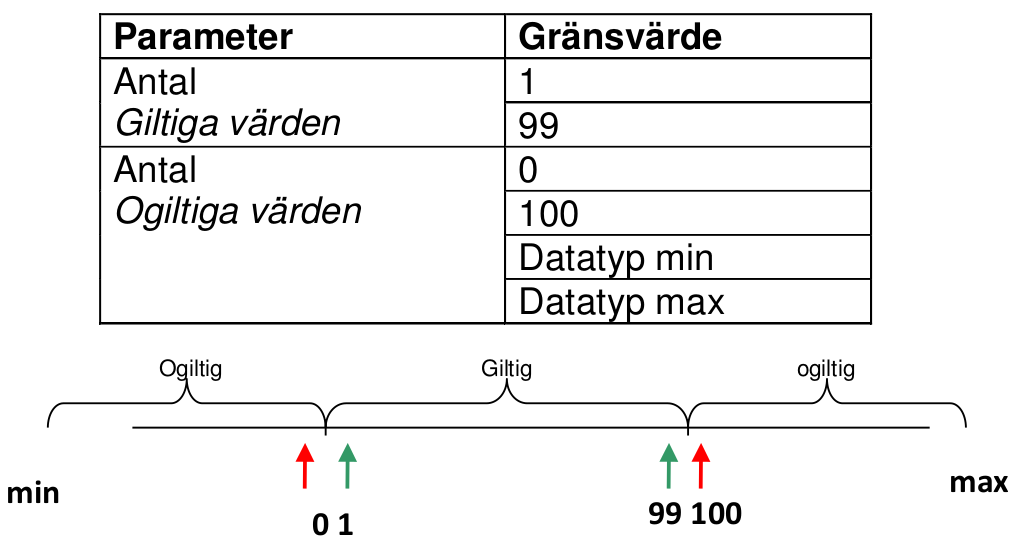 Parameter Gränsvärde
Antal 1
Giltiga värden 99
Antal 0
Ogiltiga värden 100
Datatyp min
Datatyp max
Ogiltig Giltig ogiltig
min max
0 1 99 100